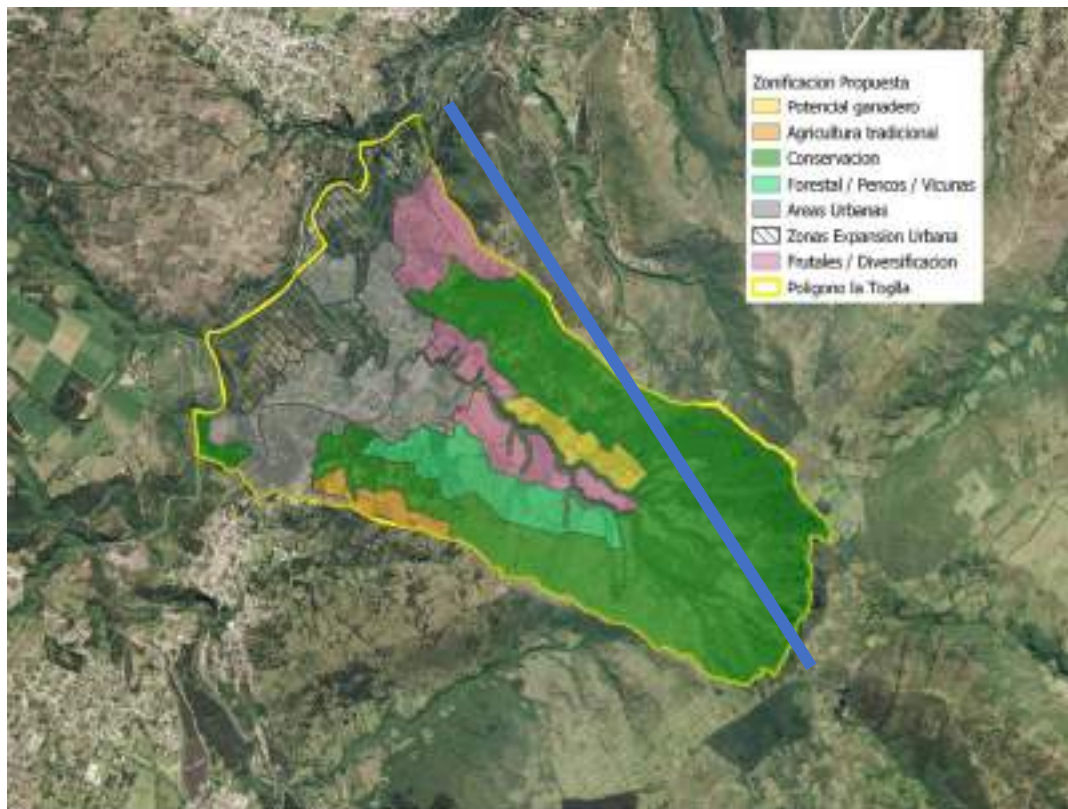 Zonificacion Propuesta
Potencial ganadero
Agricultura tradicional
Conservacion
Forestal / Pencos / Vicunas
Areas Urbanas
Zonas Expansion Urbana
Frutales / Diversificacion
Poligono la Toglla